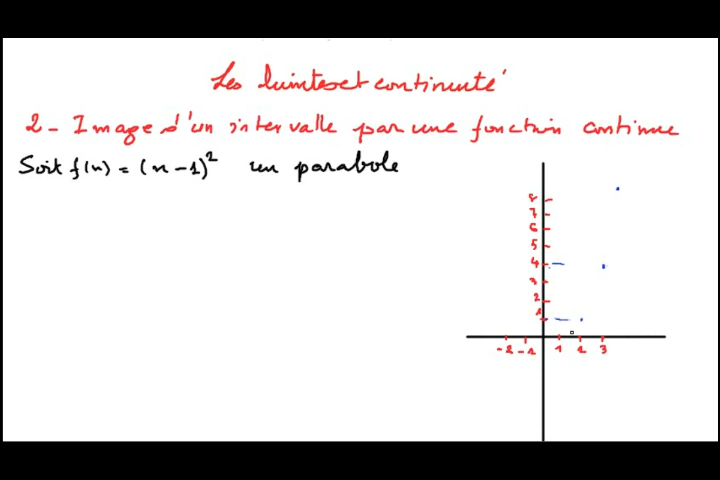 Les limites et continuité
2 - Image d'un intervalle par une fonction continue
Soit f(x) = (x - 1)² un parabole
8
7
6
5
4
3
2
1
-2 -1 1 2 3